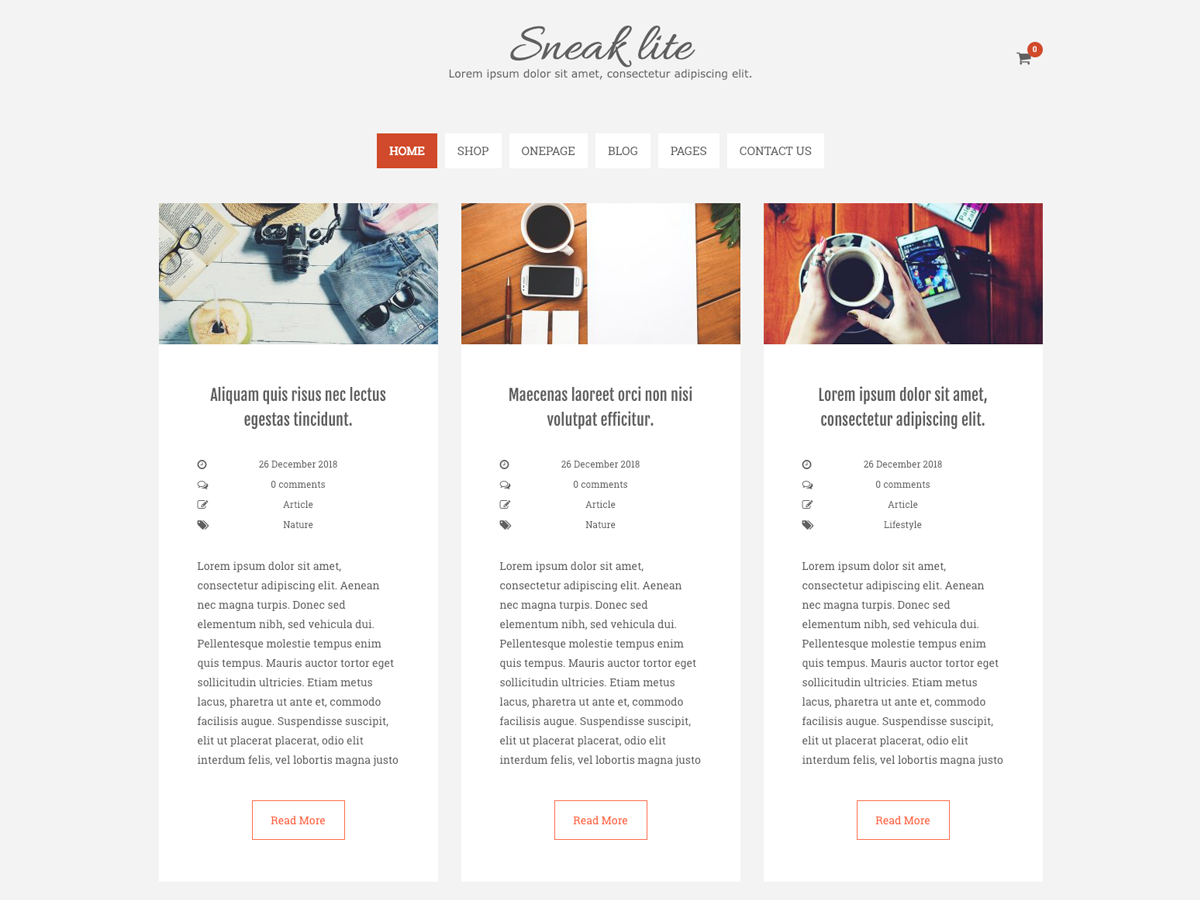 Sneak lite
Lorem ipsum dolor sit amet, consectetur adipiscing elit.
0
HOME
SHOP
ONEPAGE
BLOG
PAGES
CONTACT US
Aliquam quis risus nec lectus
egestas tincidunt.
26 December 2018
0 comments
Article
Nature
Lorem ipsum dolor sit amet,
consectetur adipiscing elit. Aenean
nec magna turpis. Donec sed
elementum nibh, sed vehicula dui.
Pellentesque molestie tempus enim
quis tempus. Mauris auctor tortor eget
sollicitudin ultricies. Etiam metus
lacus, pharetra ut ante et, commodo
facilisis augue. Suspendisse suscipit,
elit ut placerat placerat, odio elit
interdum felis, vel lobortis magna justo
Read More
Maecenas laoreet orci non nisi
volutpat efficitur.
26 December 2018
0 comments
Article
Nature
Lorem ipsum dolor sit amet,
consectetur adipiscing elit. Aenean
nec magna turpis. Donec sed
elementum nibh, sed vehicula dui.
Pellentesque molestie tempus enim
quis tempus. Mauris auctor tortor eget
sollicitudin ultricies. Etiam metus
lacus, pharetra ut ante et, commodo
facilisis augue. Suspendisse suscipit,
elit ut placerat placerat, odio elit
interdum felis, vel lobortis magna justo
Read More
Lorem ipsum dolor sit amet,
consectetur adipiscing elit.
26 December 2018
0 comments
Article
Lifestyle
Lorem ipsum dolor sit amet,
consectetur adipiscing elit. Aenean
nec magna turpis. Donec sed
elementum nibh, sed vehicula dui.
Pellentesque molestie tempus enim
quis tempus. Mauris auctor tortor eget
sollicitudin ultricies. Etiam metus
lacus, pharetra ut ante et, commodo
facilisis augue. Suspendisse suscipit,
elit ut placerat placerat, odio elit
interdum felis, vel lobortis magna justo
Read More